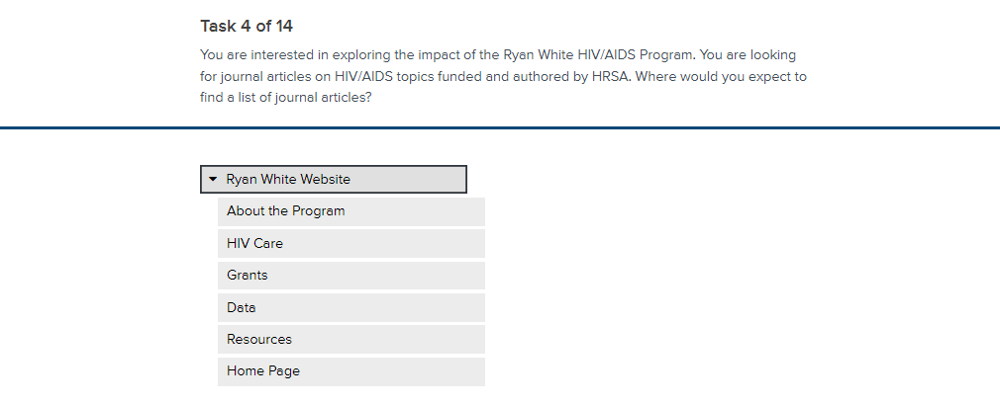 Task 4 of 14
You are interested in exploring the impact of the Ryan White HIV/AIDS Program. You are looking
for journal articles on HIV/AIDS topics funded and authored by HRSA. Where would you expect to
find a list of journal articles?
Ryan White Website
About the Program
HIV Care
Grants
Data
Resources
Home Page